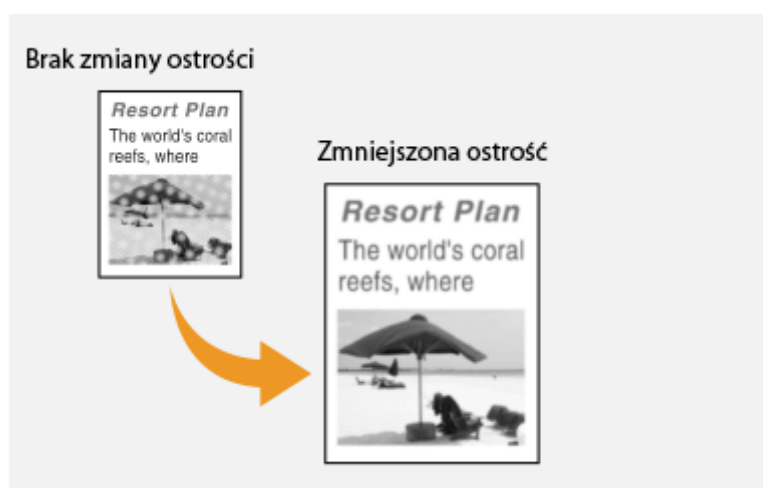 Brak zmiany ostrości
Resort Plan
The world's coral
reefs, where
Zmniejszona ostrość
Resort Plan
The world's coral
reefs, where